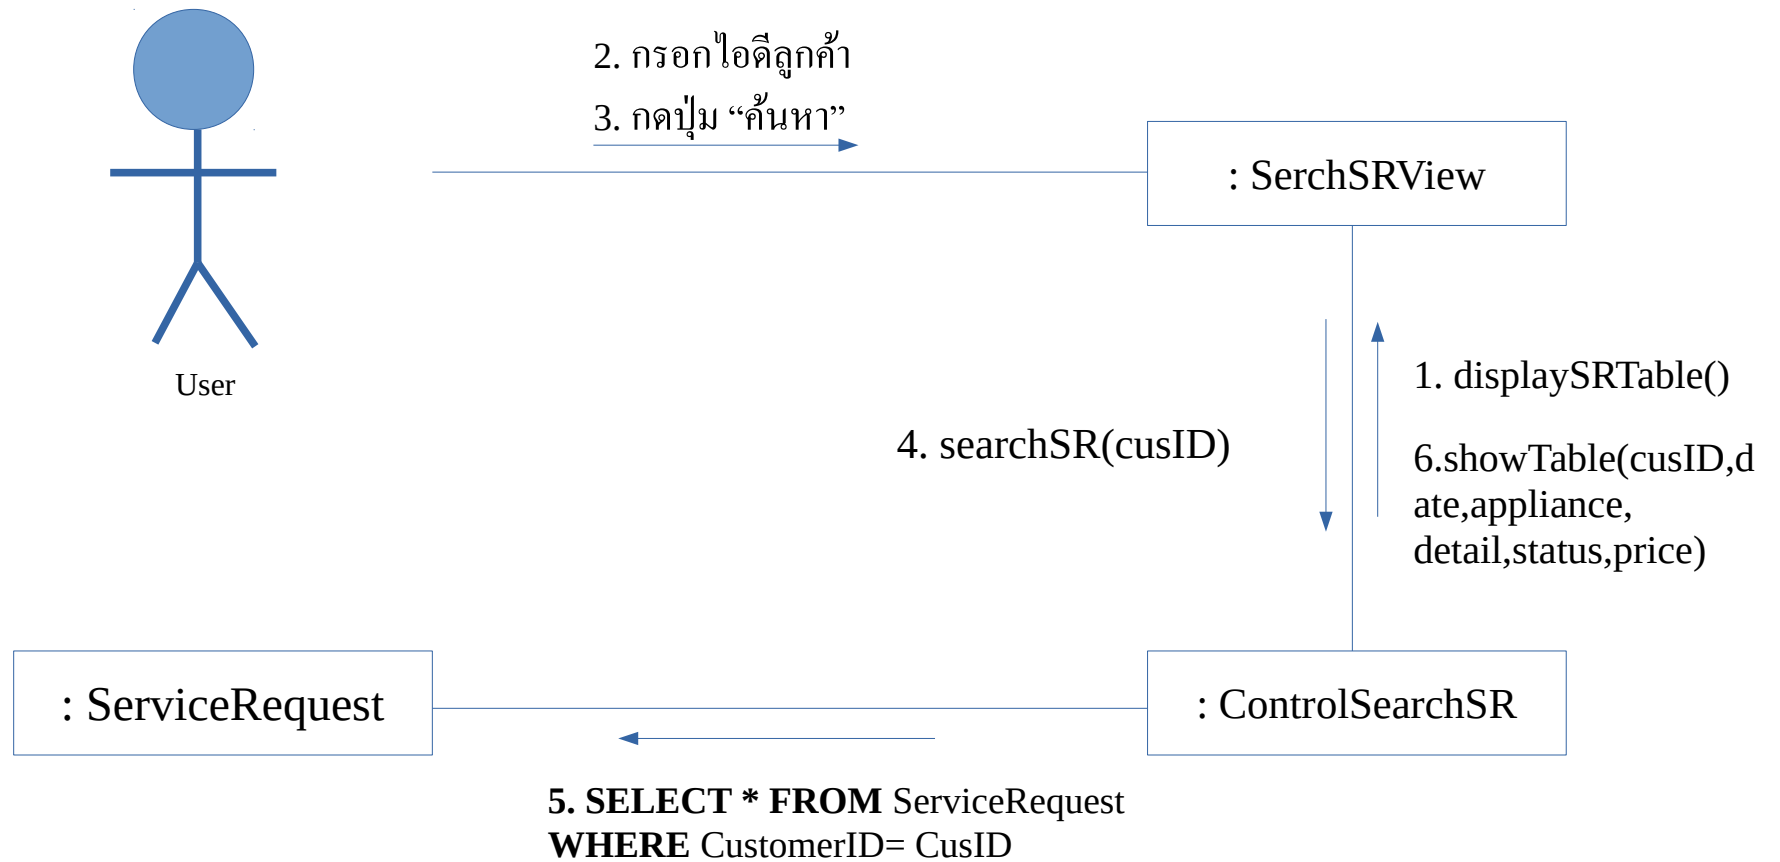 2. กรอกไอดีลูกค้า
3. กดปุ่ม “ค้นหา”
: SerchSRView
User
1. displaySRTable()
4. searchSR(cusID)
6.showTable(cusID,d
ate,appliance,
detail,status,price)
: ServiceRequest
: ControlSearchSR
5. SELECT * FROM ServiceRequest
WHERE CustomerID= CusID